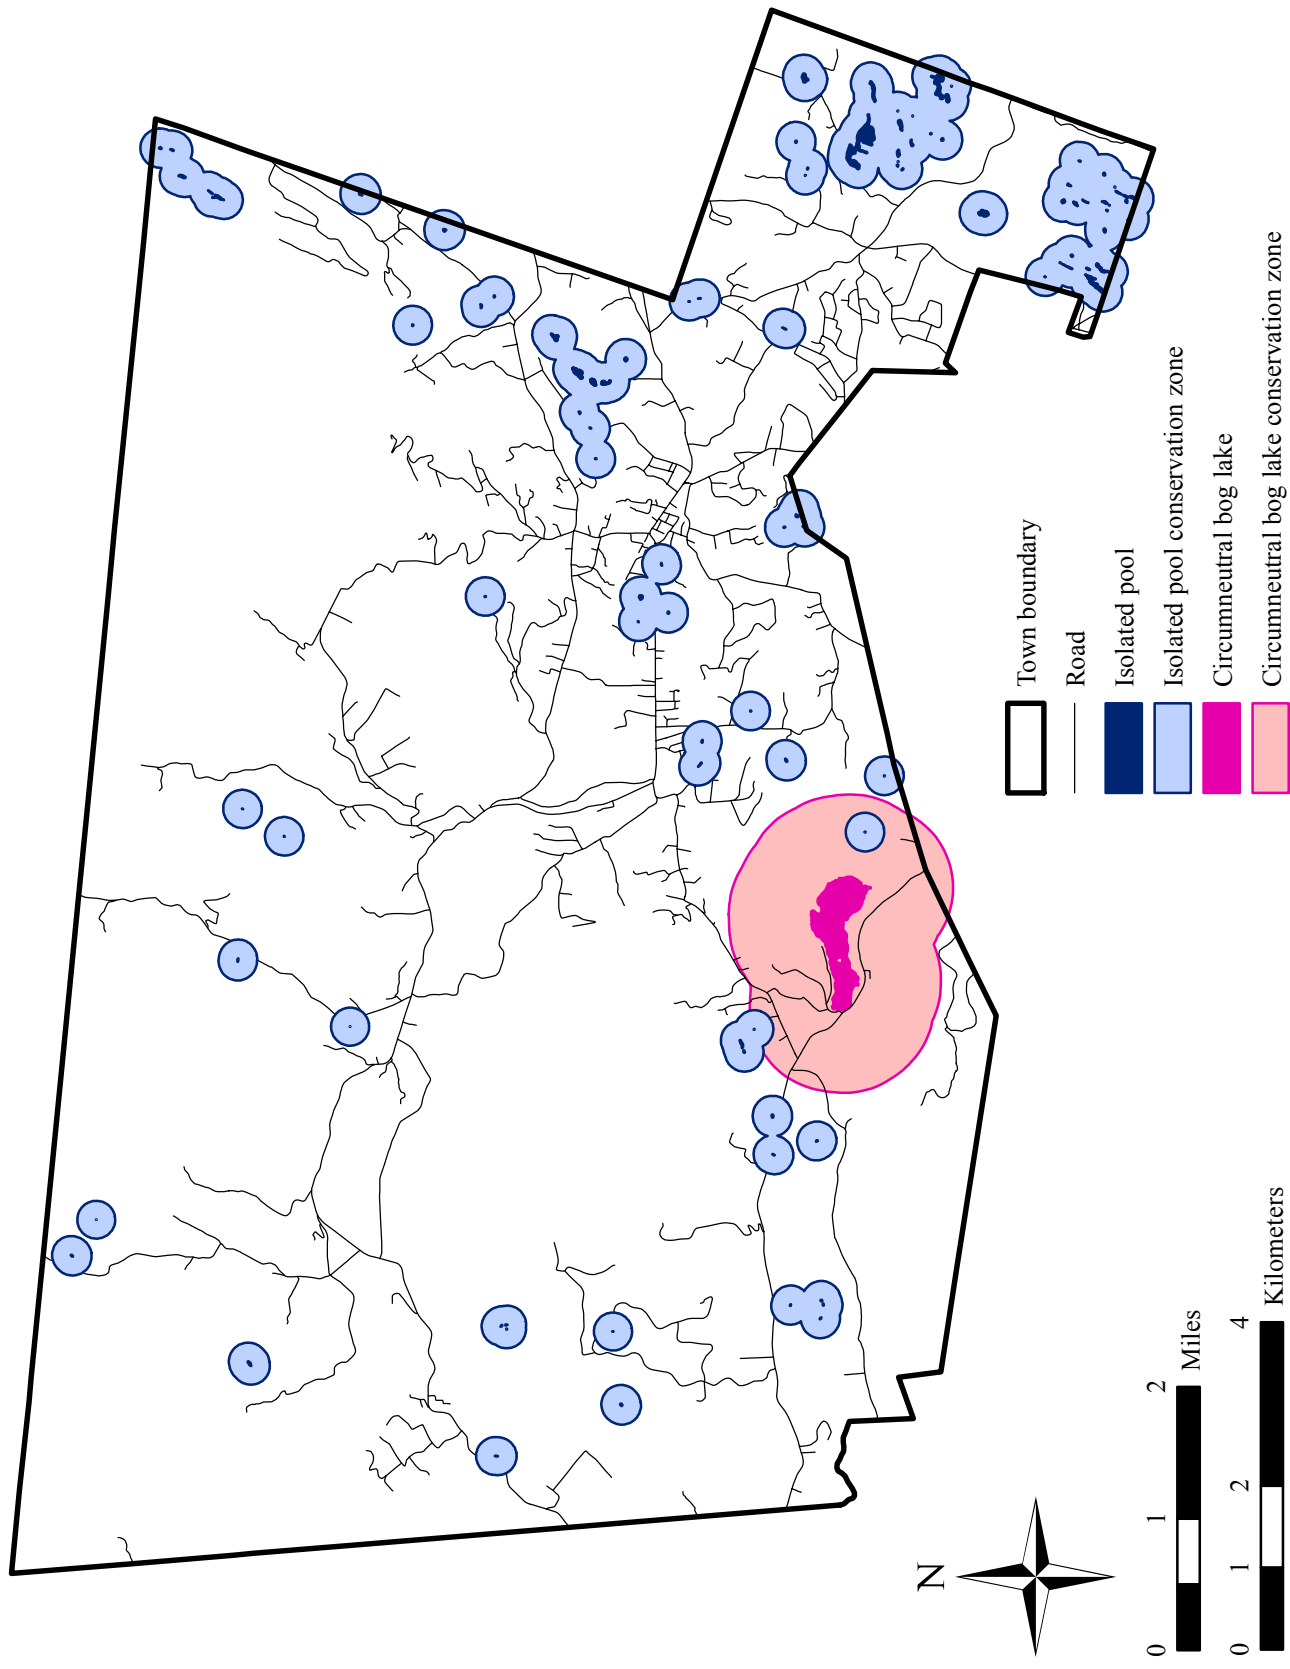 Town boundary
Road
Isolated pool
Isolated pool conservation zone
Circumneutral bog lake
Circumneutral bog lake conservation zone
N
0 1 2 Miles
0 1 2 4 Kilometers